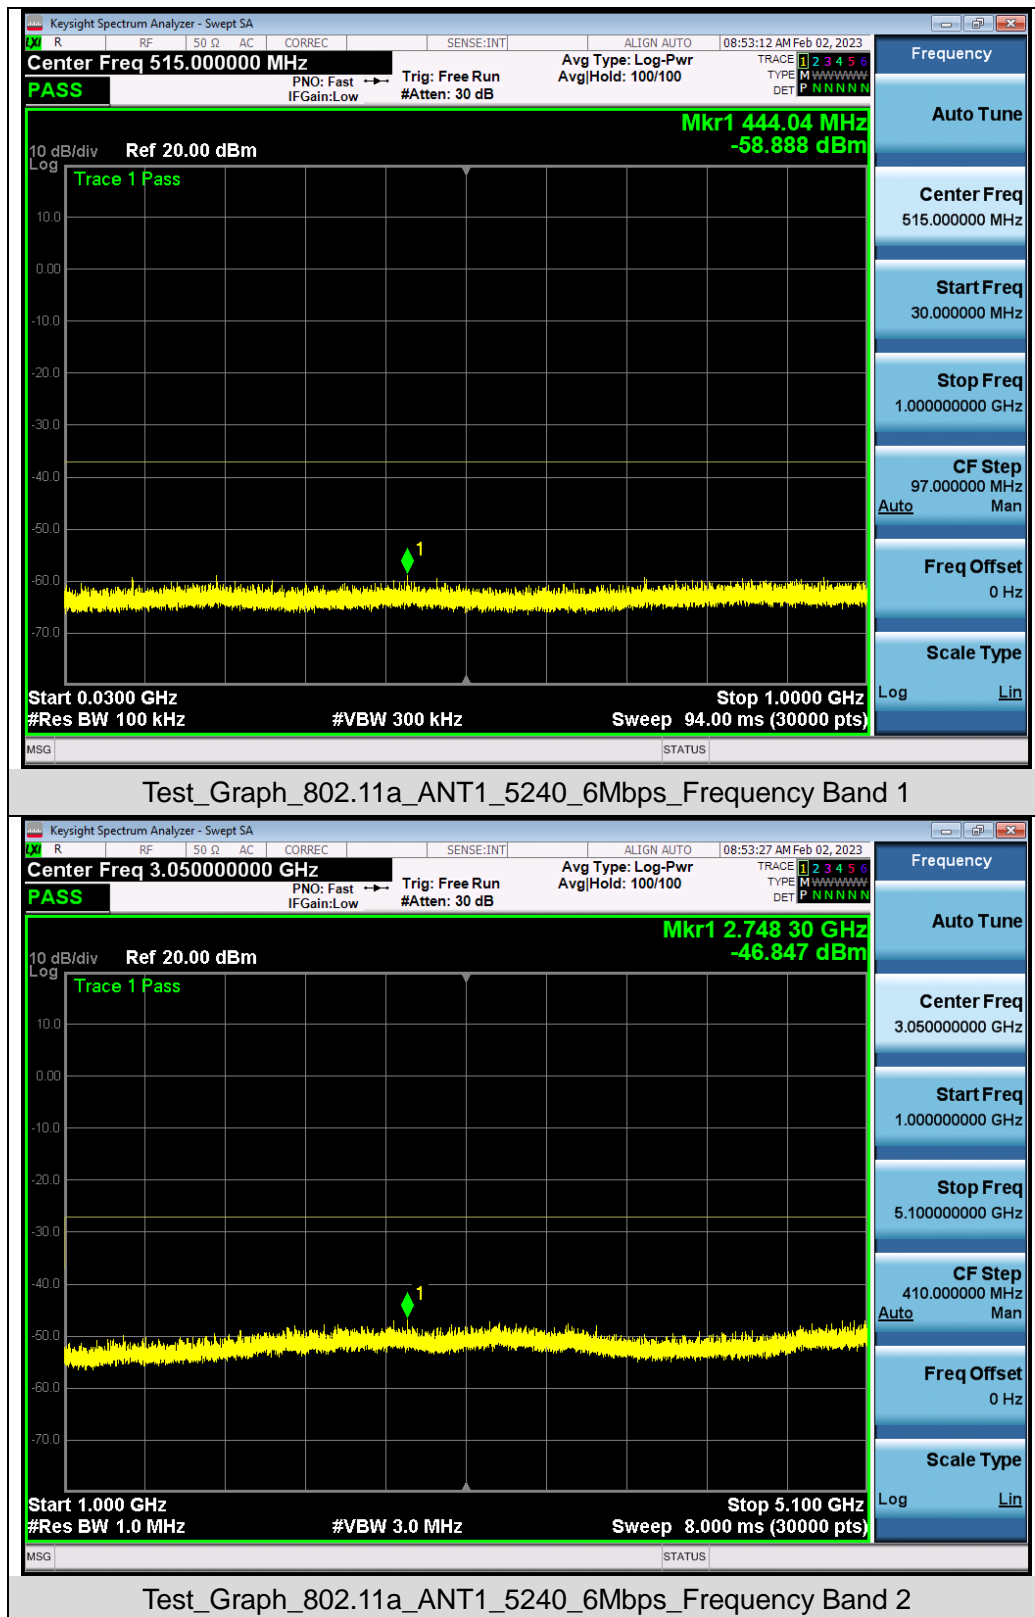 Keysight Spectrum Analyzer - Swept SA
LXI R RF 50 Ω AC CORREC SENSE:INT ALIGN AUTO 08:53:12 AM Feb 02, 2023
Center Freq 515.000000 MHz
PASS
PNO: Fast
IFGain:Low
Trig: Free Run
#Atten: 30 dB
Avg Type: Log-Pwr
Avg|Hold: 100/100
TRACE 1 2 3 4 5 6
TYPE M WWWWW
DET P N N N N N
Mkr1 444.04 MHz
-58.888 dBm
10 dB/div Ref 20.00 dBm
Log
Trace 1 Pass
10.0
0.00
-10.0
-20.0
-30.0
-40.0
-50.0
-60.0
-70.0
1
Start 0.0300 GHz Stop 1.0000 GHz
#Res BW 100 kHz #VBW 300 kHz Sweep 94.00 ms (30000 pts)
MSG STATUS
Frequency
Auto Tune
Center Freq
515.000000 MHz
Start Freq
30.000000 MHz
Stop Freq
1.000000000 GHz
CF Step
97.000000 MHz
Auto Man
Freq Offset
0 Hz
Scale Type
Log Lin
Test_Graph_802.11a_ANT1_5240_6Mbps_Frequency Band 1
Keysight Spectrum Analyzer - Swept SA
LXI R RF 50 Ω AC CORREC SENSE:INT ALIGN AUTO 08:53:27 AM Feb 02, 2023
Center Freq 3.050000000 GHz
PASS
PNO: Fast
IFGain:Low
Trig: Free Run
#Atten: 30 dB
Avg Type: Log-Pwr
Avg|Hold: 100/100
TRACE 1 2 3 4 5 6
TYPE M WWWWW
DET P N N N N N
Mkr1 2.748 30 GHz
-46.847 dBm
10 dB/div Ref 20.00 dBm
Log
Trace 1 Pass
10.0
0.00
-10.0
-20.0
-30.0
-40.0
-50.0
-60.0
-70.0
1
Start 1.000 GHz Stop 5.100 GHz
#Res BW 1.0 MHz #VBW 3.0 MHz Sweep 8.000 ms (30000 pts)
MSG STATUS
Frequency
Auto Tune
Center Freq
3.050000000 GHz
Start Freq
1.000000000 GHz
Stop Freq
5.100000000 GHz
CF Step
410.000000 MHz
Auto Man
Freq Offset
0 Hz
Scale Type
Log Lin
Test_Graph_802.11a_ANT1_5240_6Mbps_Frequency Band 2